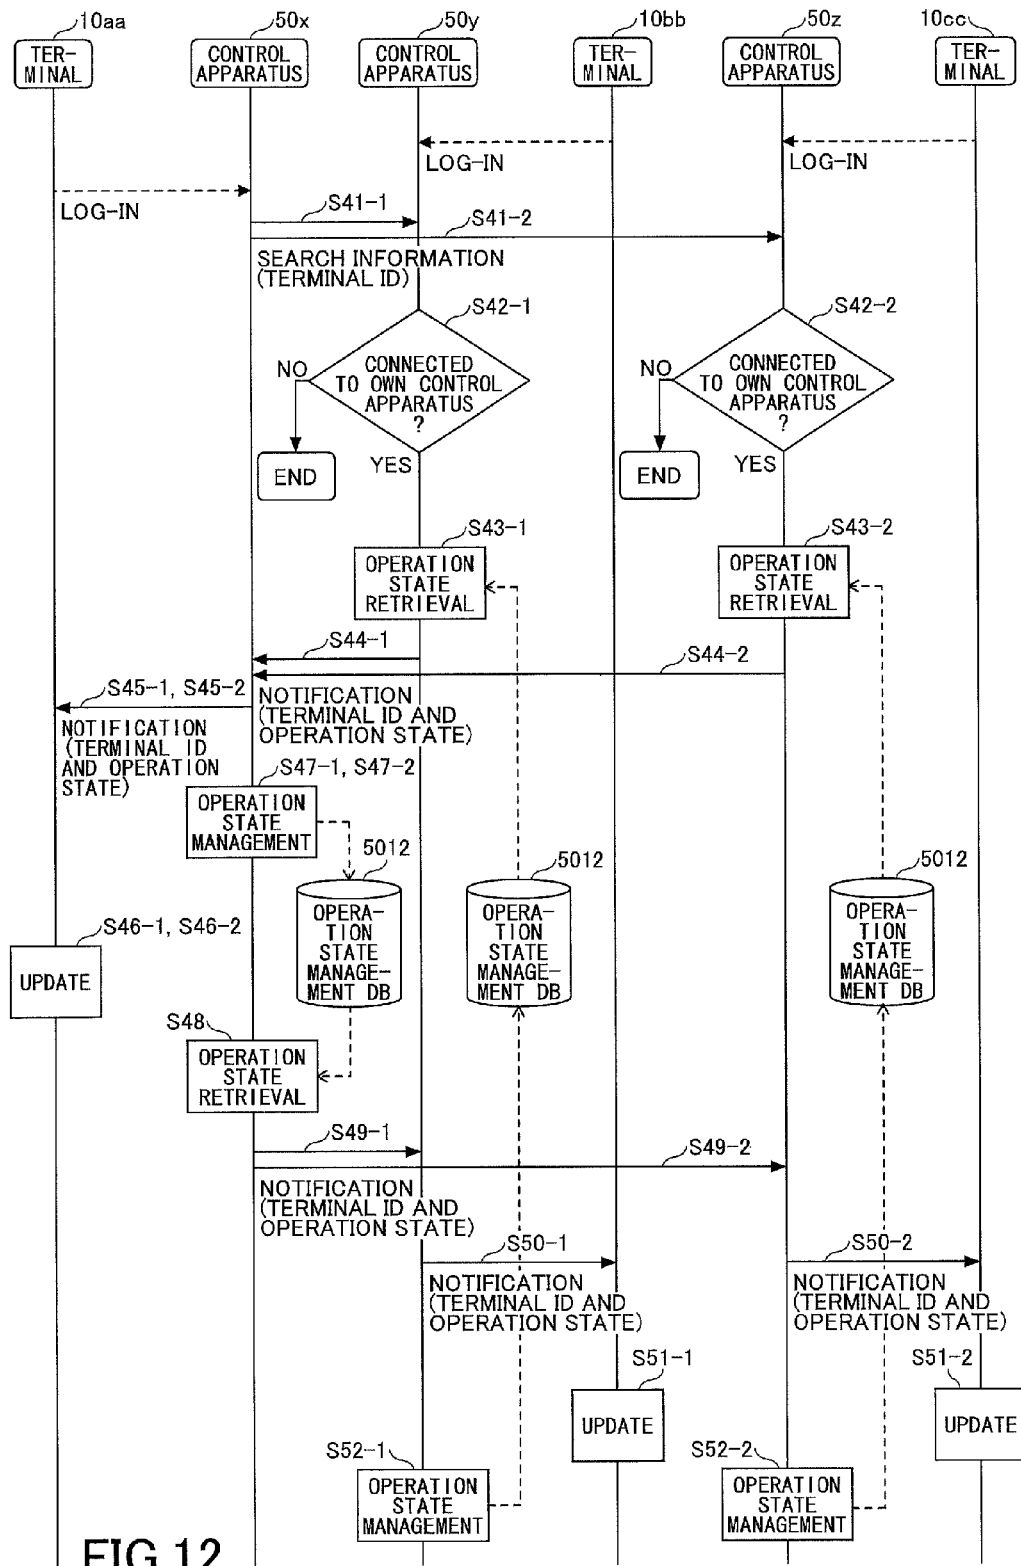 10aa
50x
50y
10bb
50z
10cc
TER-
MINAL
CONTROL
APPARATUS
CONTROL
APPARATUS
TER-
MINAL
CONTROL
APPARATUS
TER-
MINAL
LOG-IN
LOG-IN
LOG-IN
S41-1
S41-2
SEARCH INFORMATION
(TERMINAL ID)
S42-1
S42-2
NO
CONNECTED
TO OWN CONTROL
APPARATUS
?
NO
CONNECTED
TO OWN CONTROL
APPARATUS
?
END
YES
END
YES
S43-1
S43-2
OPERATION
STATE
RETRIEVAL
OPERATION
STATE
RETRIEVAL
S44-1
S44-2
S45-1, S45-2
NOTIFICATION
(TERMINAL ID AND
OPERATION STATE)
NOTIFICATION
(TERMINAL ID
AND OPERATION
STATE)
S47-1, S47-2
OPERATION
STATE
MANAGEMENT
5012
5012
5012
OPERA-
TION
STATE
MANAGE-
MENT DB
OPERA-
TION
STATE
MANAGE-
MENT DB
OPERA-
TION
STATE
MANAGE-
MENT DB
S46-1, S46-2
UPDATE
S48
OPERATION
STATE
RETRIEVAL
S49-1
S49-2
NOTIFICATION
(TERMINAL ID AND
OPERATION STATE)
S50-1
S50-2
NOTIFICATION
(TERMINAL ID AND
OPERATION STATE)
NOTIFICATION
(TERMINAL ID AND
OPERATION STATE)
S51-1
S51-2
UPDATE
UPDATE
S52-1
S52-2
OPERATION
STATE
MANAGEMENT
OPERATION
STATE
MANAGEMENT
FIG.12